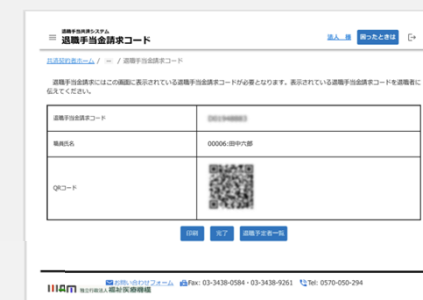 退職手当共済システム
退職手当金請求コード
法人 様
困ったときは
共済契約者ホーム / … / 退職手当金請求コード
退職手当金請求にはこの画面に表示されている退職手当金請求コードが必要となります。表示されている退職手当金請求コードを退職者に
伝えてください。
退職手当金請求コード
職員氏名 00006:田中六郎
QRコード
印刷 完了 退職予定者一覧
お問い合わせフォーム Fax: 03-3438-0584・03-3438-9261 Tel: 0570-050-294
独立行政法人 福祉医療機構